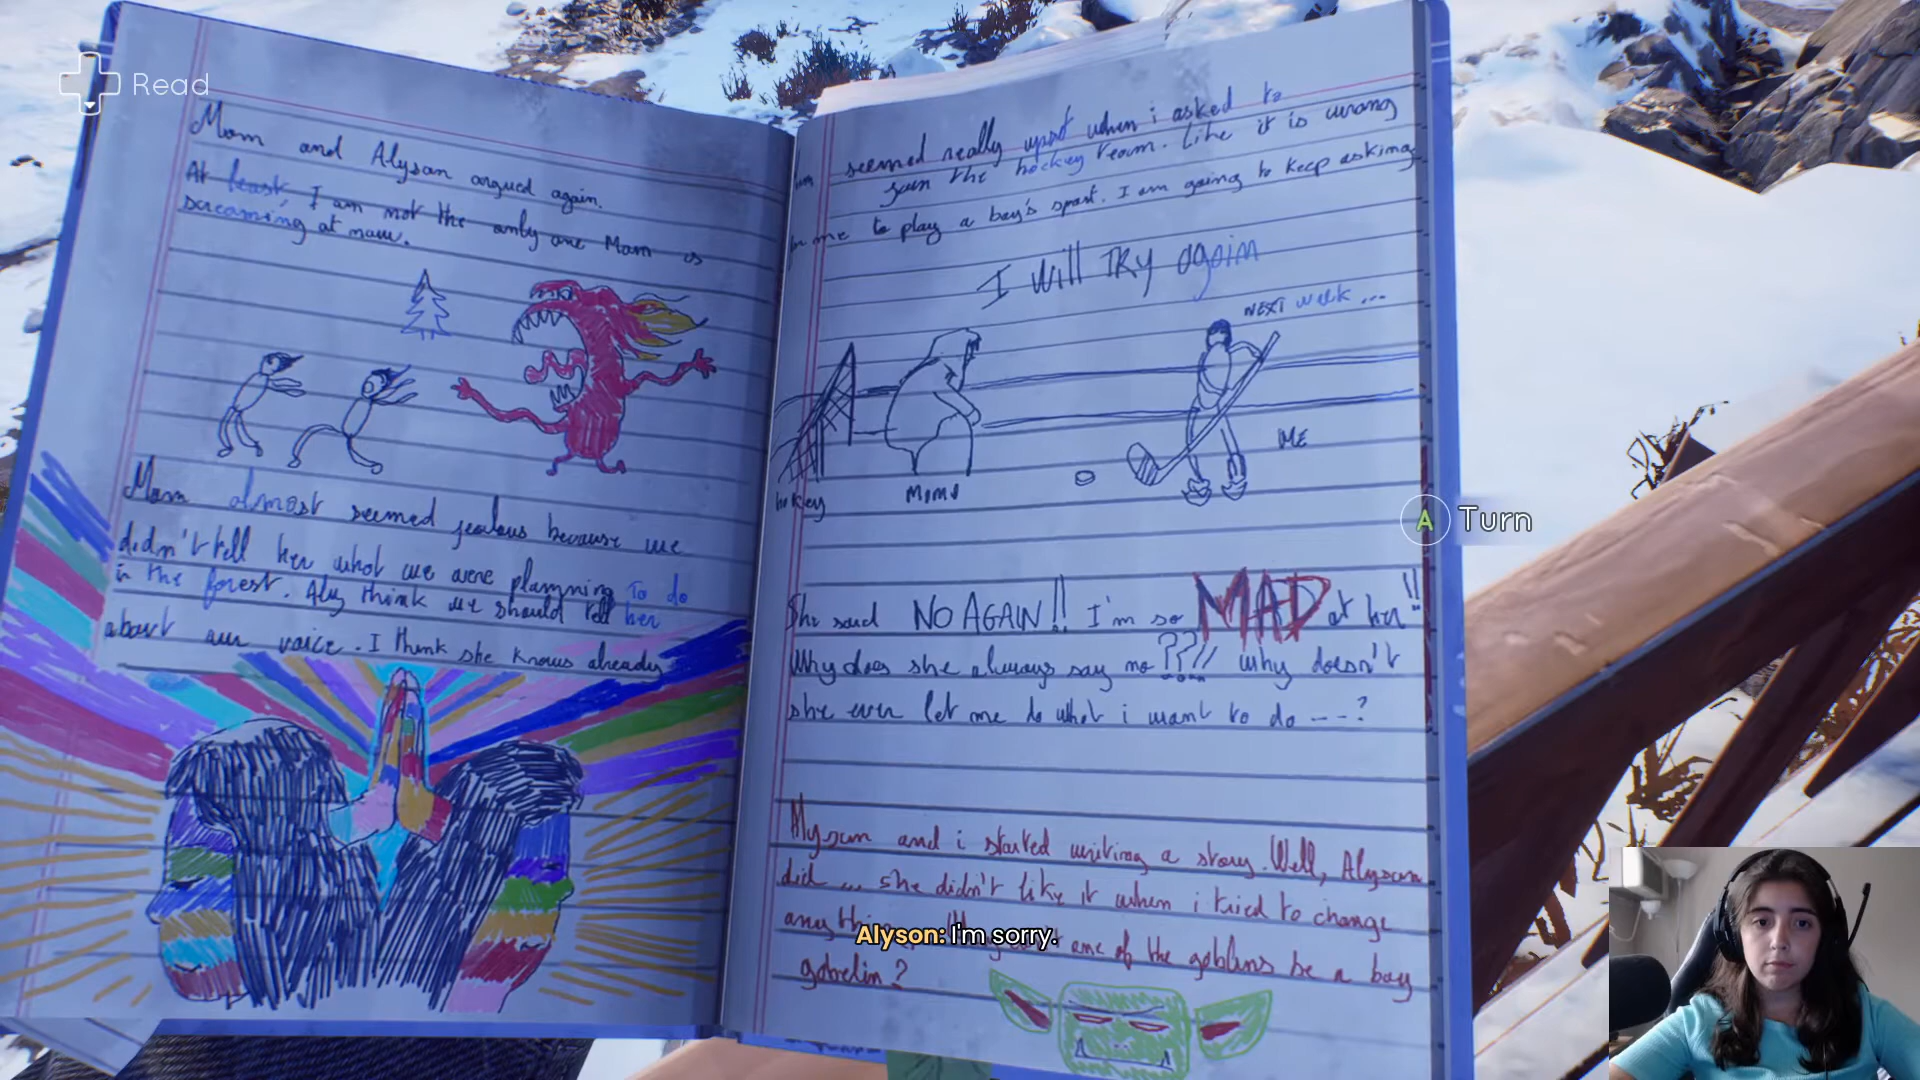 Read
Mom and Alyson argued again.
At least I am not the only one Mom is
screaming at now.
Mom almost seemed jealous because we
didn't tell her what we were planning to do
in the forest. Aly think we should tell her
about our voice. I think she knows already
seemed really upset when i asked to
join the hockey team. Like it is wrong
me to play a boy's sport. I am going to keep asking
I Will TRY again
NEXT week...
hockey
Mom
ME
She said NO AGAIN!! I'm so MAD at her!!
Why does she always say no ??!! why doesn't
she ever let me do what i want to do ---?
and i started writing a story. Well, Alyson
did ... she didn't like it when i tried to change
one of the goblins be a boy
gobelin?
A Turn
Alyson: I'm sorry.